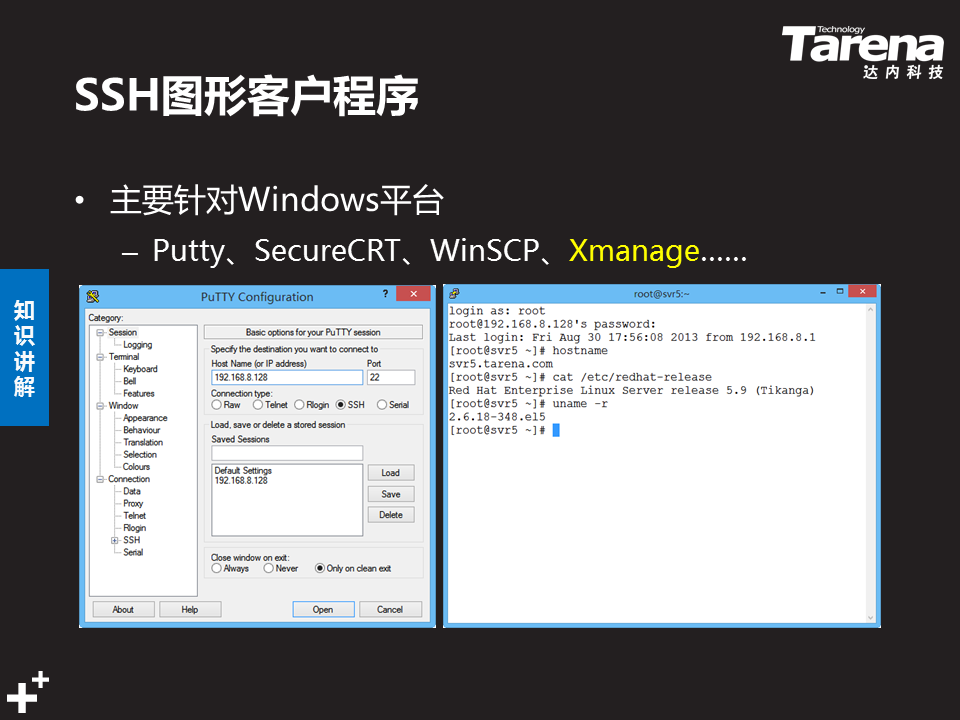 Technology
Tarena
达内科技
SSH图形客户程序
• 主要针对Windows平台
– Putty、SecureCRT、WinSCP、Xmanage……
知识讲解
PuTTY Configuration
?
Category:
Session
Logging
Terminal
Keyboard
Bell
Features
Window
Appearance
Behaviour
Translation
Selection
Colours
Connection
Data
Proxy
Telnet
Rlogin
SSH
Serial
Basic options for your PuTTY session
Specify the destination you want to connect to
Host Name (or IP address) Port
192.168.8.128 22
Connection type:
Raw Telnet Rlogin SSH Serial
Load, save or delete a stored session
Saved Sessions
Default Settings
192.168.8.128
Load
Save
Delete
Close window on exit:
Always Never Only on clean exit
About Help Open Cancel
root@svr5:~
login as: root
root@192.168.8.128's password:
Last login: Fri Aug 30 17:56:08 2013 from 192.168.8.1
[root@svr5 ~]# hostname
svr5.tarena.com
[root@svr5 ~]# cat /etc/redhat-release
Red Hat Enterprise Linux Server release 5.9 (Tikanga)
[root@svr5 ~]# uname -r
2.6.18-348.el5
[root@svr5 ~]#